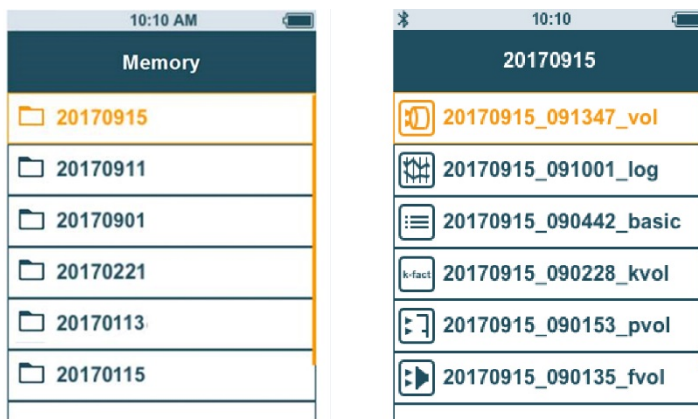 10:10 AM
Memory
20170915
20170911
20170901
20170221
20170113
20170115
10:10
20170915
20170915_091347_vol
20170915_091001_log
20170915_090442_basic
k-fact 20170915_090228_kvol
20170915_090153_pvol
20170915_090135_fvol